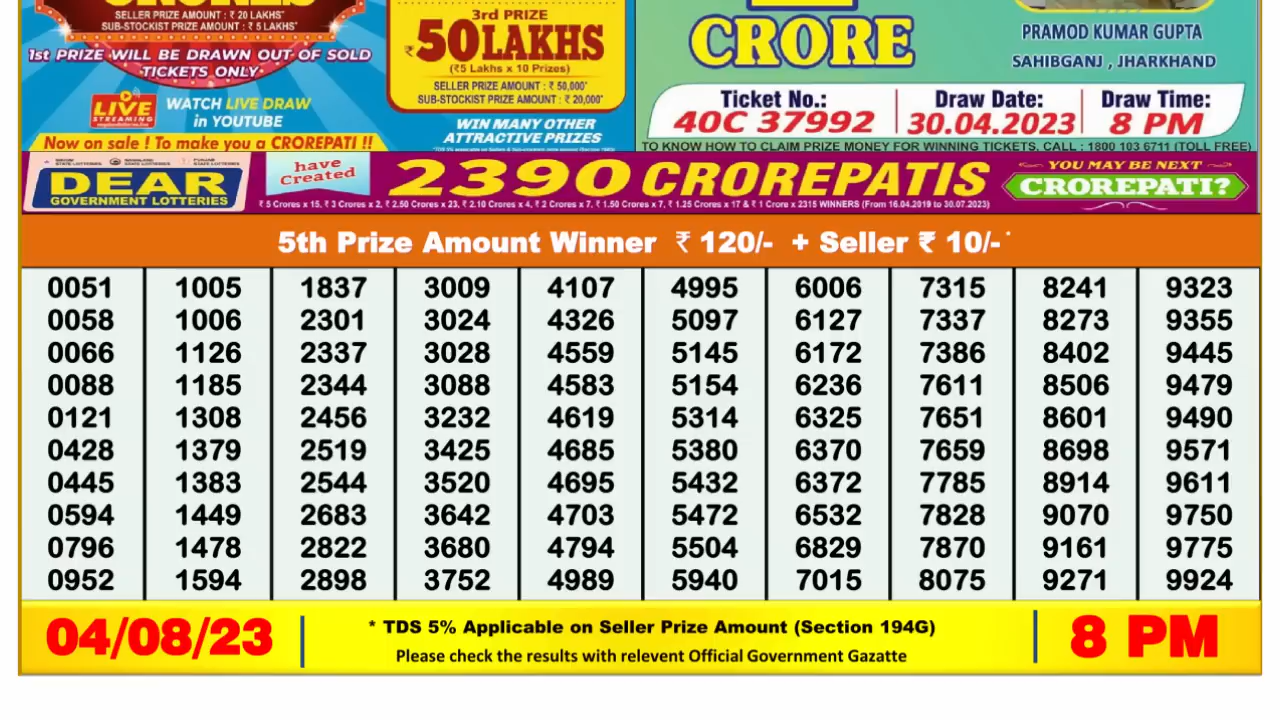 SELLER PRIZE AMOUNT : ₹ 20 LAKHS*
SUB-STOCKIST PRIZE AMOUNT : ₹ 5 LAKHS*
1st PRIZE WILL BE DRAWN OUT OF SOLD
TICKETS ONLY
LIVE
STREAMING
WATCH LIVE DRAW
in YOUTUBE
Now on sale ! To make you a CROREPATI !!
3rd PRIZE
₹ 50 LAKHS
(₹5 Lakhs x 10 Prizes)
SELLER PRIZE AMOUNT : ₹ 50,000*
SUB-STOCKIST PRIZE AMOUNT : ₹ 20,000*
WIN MANY OTHER
ATTRACTIVE PRIZES
CRORE
PRAMOD KUMAR GUPTA
SAHIBGANJ , JHARKHAND
Ticket No.: Draw Date: Draw Time:
40C 37992 30.04.2023 8 PM
TO KNOW HOW TO CLAIM PRIZE MONEY FOR WINNING TICKETS, CALL : 1800 103 6711 (TOLL FREE)
DEAR
GOVERNMENT LOTTERIES
have
Created
2390 CROREPATIS
₹ 5 Crores x 15, ₹ 3 Crores x 2, ₹ 2.50 Crores x 23, ₹ 2.10 Crores x 4, ₹ 2 Crores x 7, ₹ 1.50 Crores x 7, ₹ 1.25 Crores x 17 & ₹ 1 Crore x 2315 WINNERS (From 16.04.2019 to 30.07.2023)
YOU MAY BE NEXT
CROREPATI?
5th Prize Amount Winner ₹ 120/- + Seller ₹ 10/- *
0051 1005 1837 3009 4107 4995 6006 7315 8241 9323
0058 1006 2301 3024 4326 5097 6127 7337 8273 9355
0066 1126 2337 3028 4559 5145 6172 7386 8402 9445
0088 1185 2344 3088 4583 5154 6236 7611 8506 9479
0121 1308 2456 3232 4619 5314 6325 7651 8601 9490
0428 1379 2519 3425 4685 5380 6370 7659 8698 9571
0445 1383 2544 3520 4695 5432 6372 7785 8914 9611
0594 1449 2683 3642 4703 5472 6532 7828 9070 9750
0796 1478 2822 3680 4794 5504 6829 7870 9161 9775
0952 1594 2898 3752 4989 5940 7015 8075 9271 9924
04/08/23
* TDS 5% Applicable on Seller Prize Amount (Section 194G)
Please check the results with relevent Official Government Gazatte
8 PM